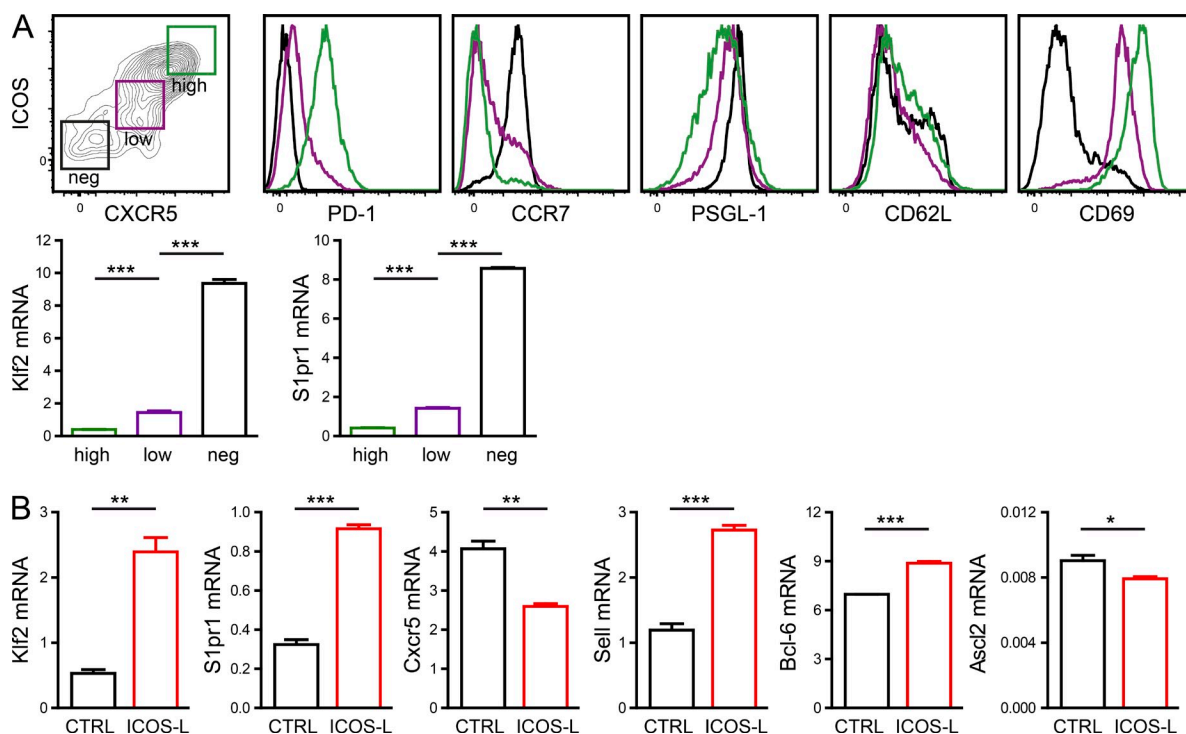 A
ICOS
0
high
low
neg
0
CXCR5
0
PD-1
0
CCR7
0
PSGL-1
0
CD62L
0
CD69
Klf2 mRNA
12
10
8
6
4
2
0
***
***
high low neg
S1pr1 mRNA
10
8
6
4
2
0
***
***
high low neg
B
Klf2 mRNA
3
2
1
0
**
CTRL ICOS-L
S1pr1 mRNA
1.0
0.8
0.6
0.4
0.2
0.0
***
CTRL ICOS-L
Cxcr5 mRNA
5
4
3
2
1
0
**
CTRL ICOS-L
Sell mRNA
3
2
1
0
***
CTRL ICOS-L
Bcl-6 mRNA
12
9
6
3
0
***
CTRL ICOS-L
Ascl2 mRNA
0.012
0.008
0.004
0.000
*
CTRL ICOS-L